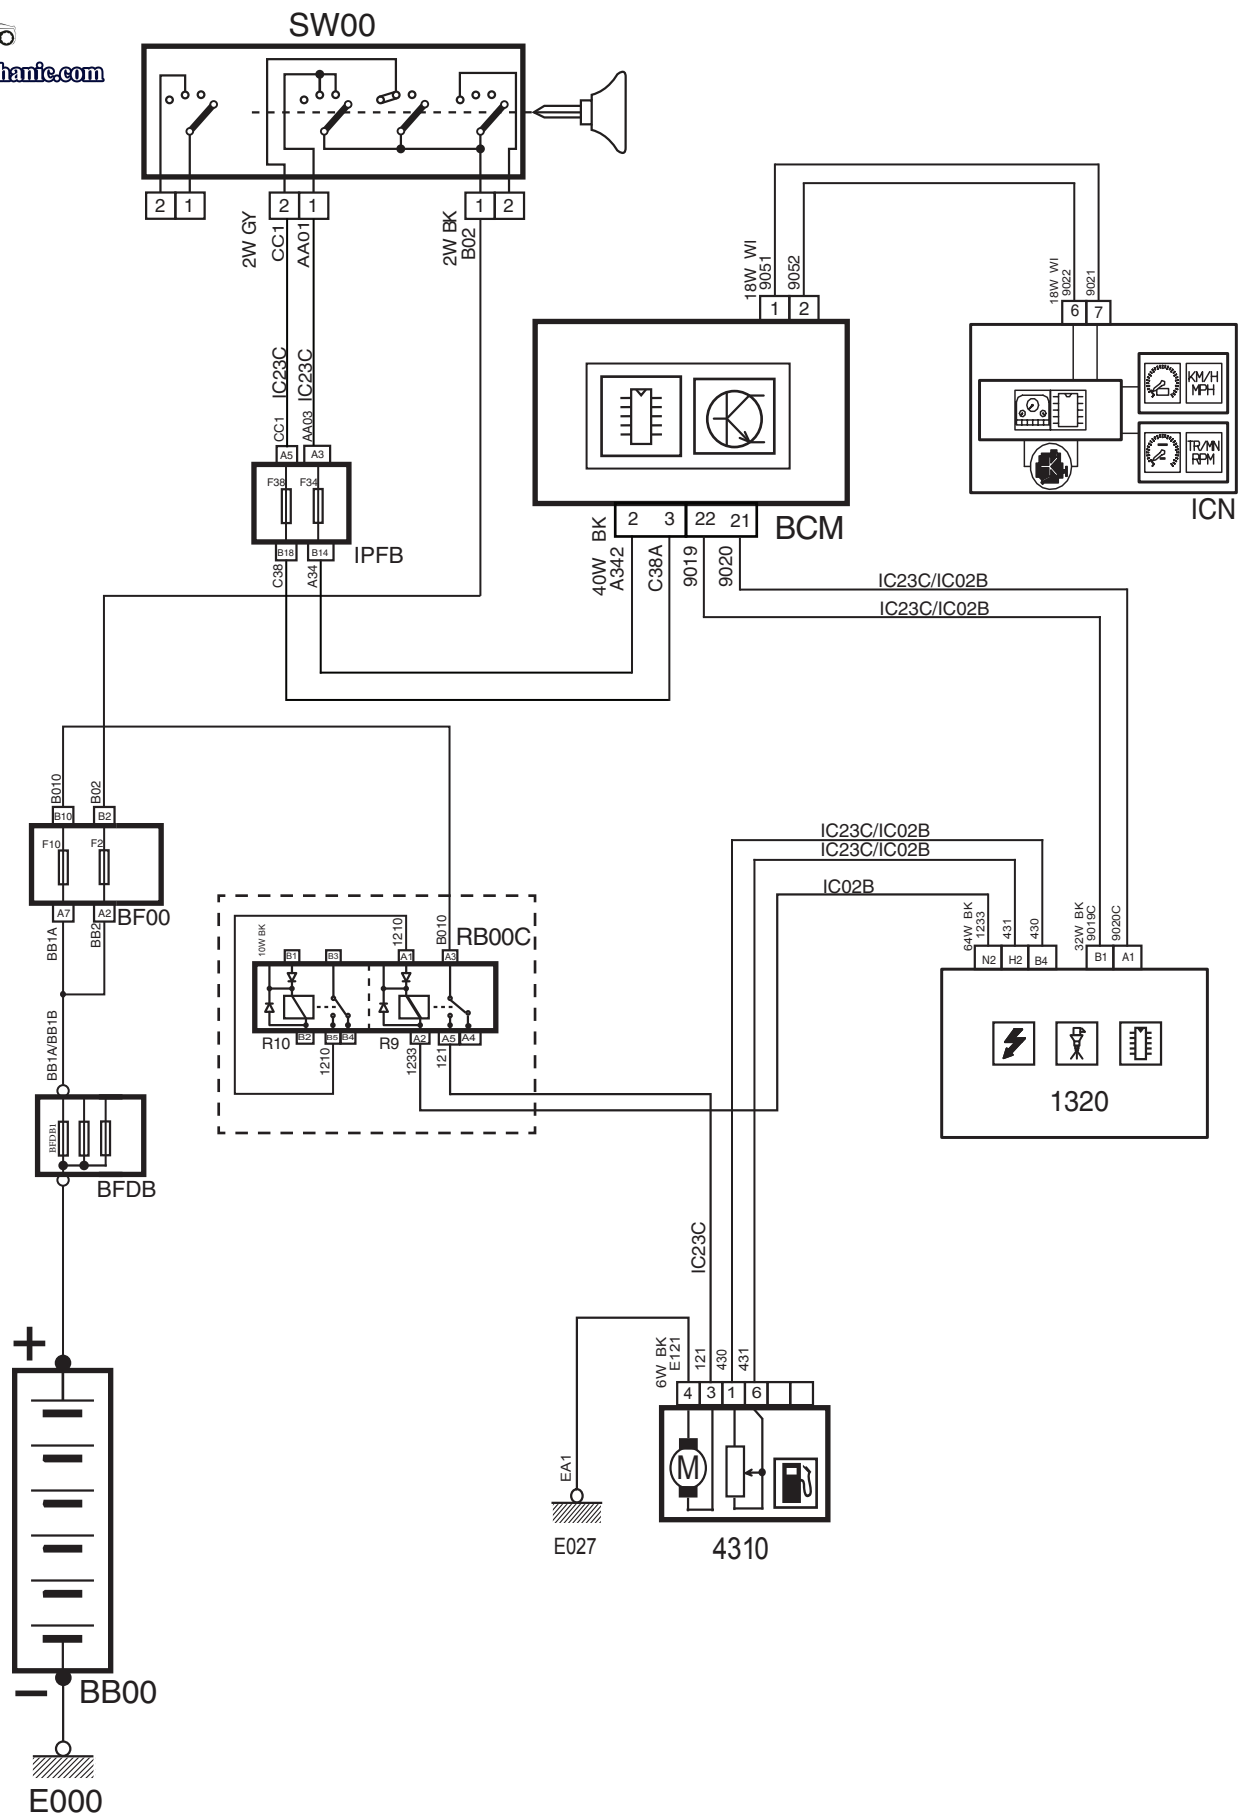 SW00
hanic.com
2 1
2 1
1 2
2W GY
CC1
AA01
2W BK
B02
18W WI
9051
9052
18W WI
9022
9021
1 2
6 7
KM/H
MPH
TR/MN
RPM
ICN
IC23C
IC23C
CC1
AA03
A5 A3
F38 F34
B18 B14
IPFB
C38
A34
BCM
2 3 22 21
40W BK
A342
C38A
9019
9020
IC23C/IC02B
IC23C/IC02B
B010
B02
B10 B2
F10 F2
A7 A2
BF00
BB1A
BB2
BB1A/BB1B
BFDB1
BFDB
IC23C/IC02B
IC23C/IC02B
IC02B
10W BK
1210
B010
RB00C
B1 B3 A1 A3
B2 B5 B4 A2 A5 A4
R10 R9
1210
1233
121
64W BK
1233
431
430
32W BK
9019C
9020C
N2 H2 B4 B1 A1
1320
IC23C
6W BK
E121
121
430
431
4 3 1 6
M
4310
EA1
E027
+
−
BB00
E000